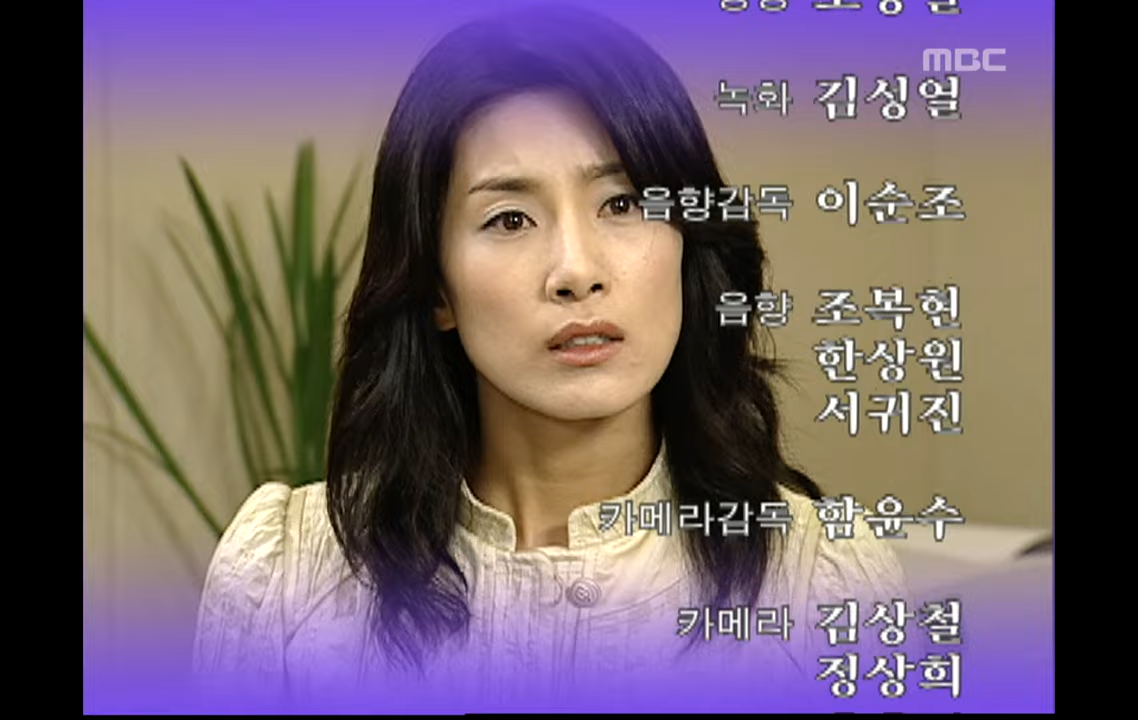 MBC
녹화 김성열
음향감독 이순조
음향 조복현
한상원
서귀진
카메라감독 함윤수
카메라 김상철
정상희